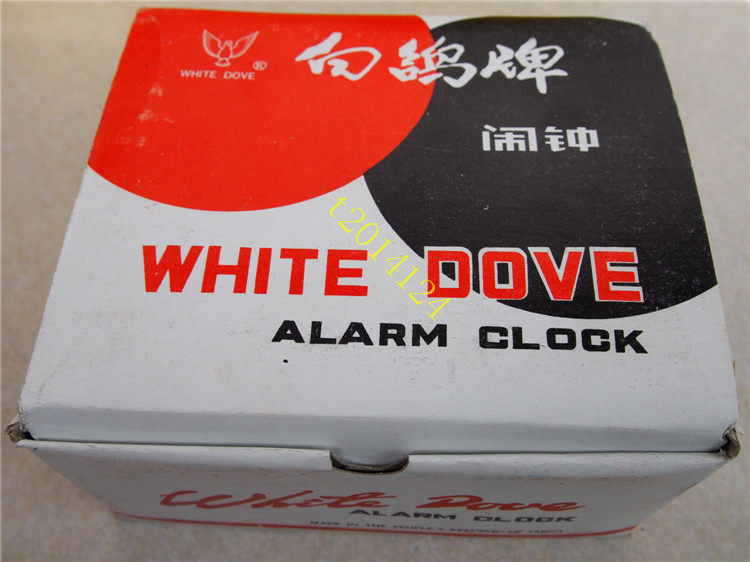 WHITE DOVE ®
白鸽牌
闹钟
t2014124
WHITE DOVE
ALARM CLOCK
White Dove
ALARM CLOCK
MADE IN THE PEOPLE'S REPUBLIC OF CHINA